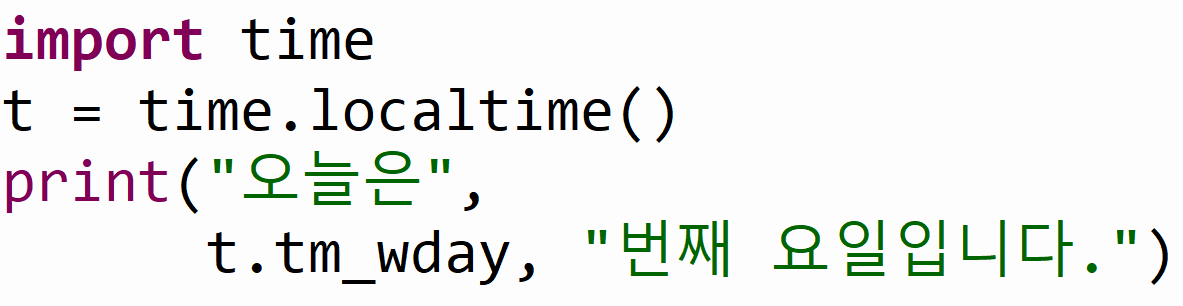 import time
t = time.localtime()
print("오늘은",
t.tm_wday, "번째 요일입니다.")